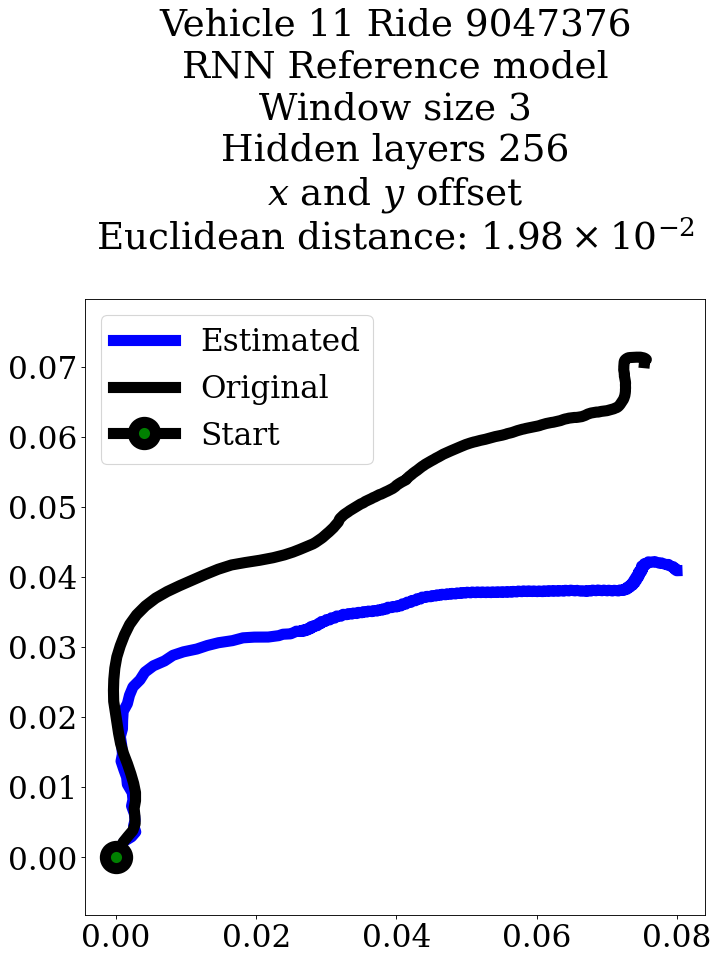 Vehicle 11 Ride 9047376
RNN Reference model
Window size 3
Hidden layers 256
x and y offset
Euclidean distance: 1.98 × 10⁻²
Estimated
Original
Start
0.07
0.06
0.05
0.04
0.03
0.02
0.01
0.00
0.00 0.02 0.04 0.06 0.08